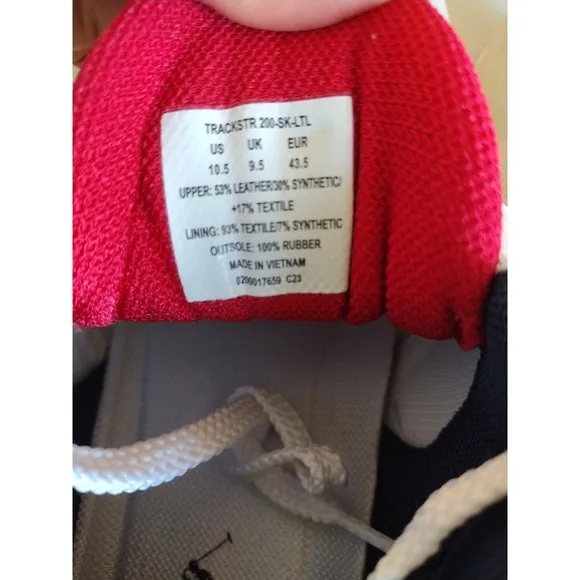 TRACKSTR 200-SK-LTL
US UK EUR
10.5 9.5 43.5
UPPER: 53% LEATHER/30% SYNTHETIC/
+17% TEXTILE
LINING: 93% TEXTILE/7% SYNTHETIC
OUTSOLE: 100% RUBBER
MADE IN VIETNAM
0200017659 C23